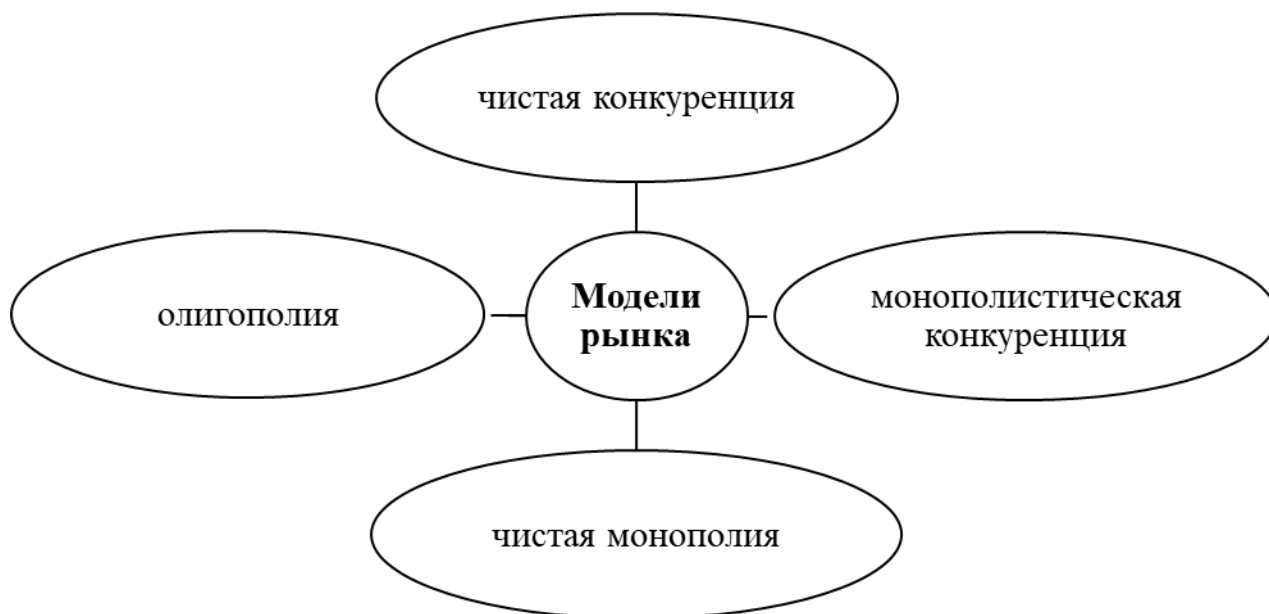 чистая конкуренция
олигополия
Модели
рынка
монополистическая
конкуренция
чистая монополия